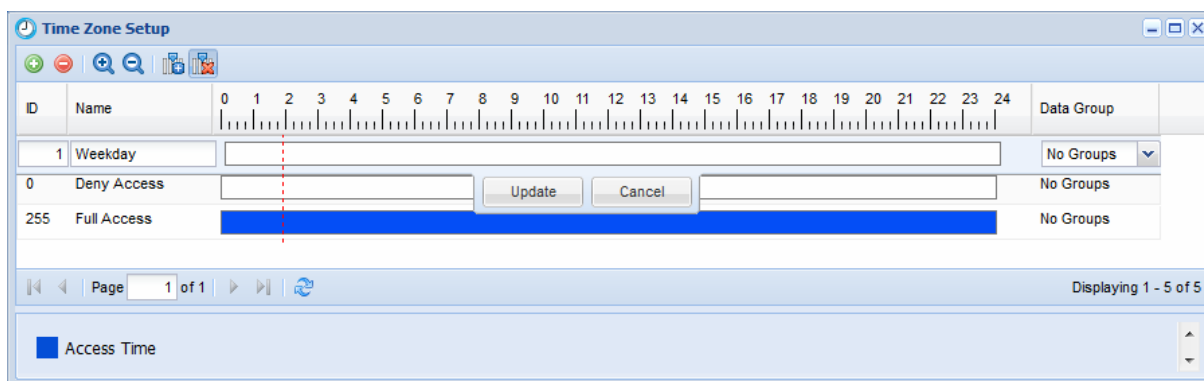 Time Zone Setup
ID Name 0 1 2 3 4 5 6 7 8 9 10 11 12 13 14 15 16 17 18 19 20 21 22 23 24 Data Group
1 Weekday No Groups
0 Deny Access No Groups
Update Cancel
255 Full Access No Groups
Page 1 of 1 Displaying 1 - 5 of 5
Access Time